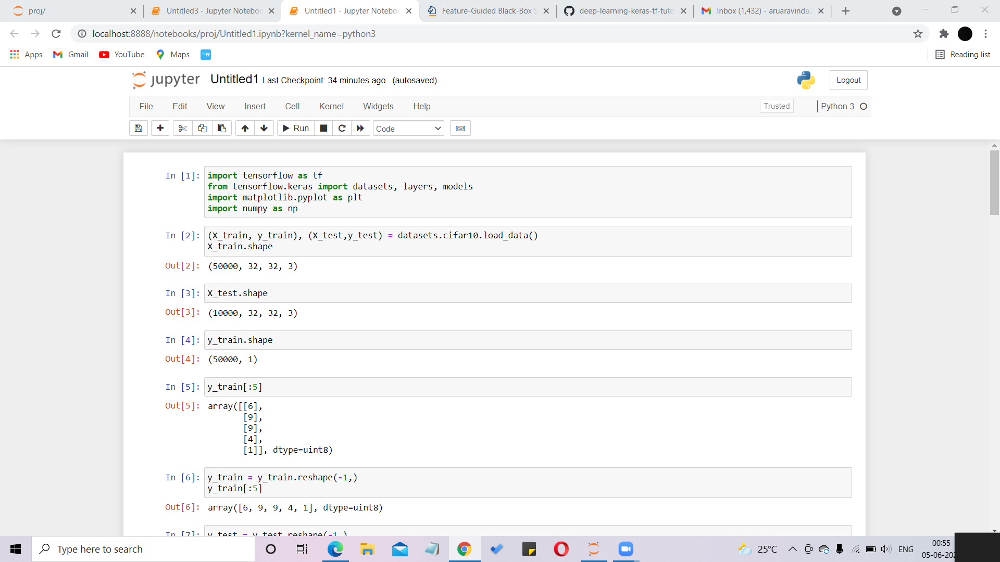 proj/
Untitled3 - Jupyter Noteboo
Untitled1 - Jupyter Noteboo
Feature-Guided Black-Box S
deep-learning-keras-tf-tuto
Inbox (1,432) - aruaravinda2
localhost:8888/notebooks/proj/Untitled1.ipynb?kernel_name=python3
Apps Gmail YouTube Maps Reading list
jupyter Untitled1 Last Checkpoint: 34 minutes ago (autosaved) Logout
File Edit View Insert Cell Kernel Widgets Help Trusted Python 3
Run Code
In [1]: import tensorflow as tf
from tensorflow.keras import datasets, layers, models
import matplotlib.pyplot as plt
import numpy as np
In [2]: (X_train, y_train), (X_test,y_test) = datasets.cifar10.load_data()
X_train.shape
Out[2]: (50000, 32, 32, 3)
In [3]: X_test.shape
Out[3]: (10000, 32, 32, 3)
In [4]: y_train.shape
Out[4]: (50000, 1)
In [5]: y_train[:5]
Out[5]: array([[6],
[9],
[9],
[4],
[1]], dtype=uint8)
In [6]: y_train = y_train.reshape(-1,)
y_train[:5]
Out[6]: array([6, 9, 9, 4, 1], dtype=uint8)
In [7]: y_test = y_test.reshape(-1,)
Type here to search 25°C ENG 00:55
05-06-202